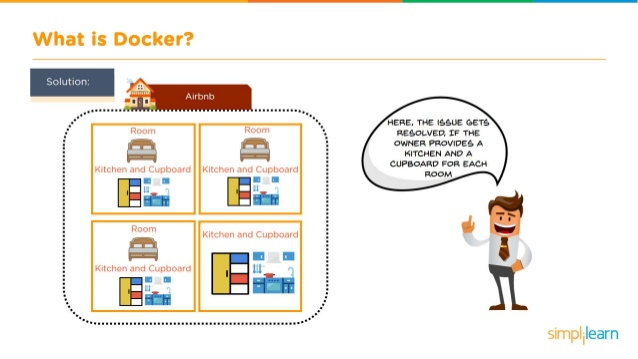 What is Docker?
Solution:
Airbnb
Room
Kitchen and Cupboard
Room
Kitchen and Cupboard
Room
Kitchen and Cupboard
Kitchen and Cupboard
HERE, THE ISSUE GETS
RESOLVED, IF THE
OWNER PROVIDES A
KITCHEN AND A
CUPBOARD FOR EACH
ROOM
simplilearn